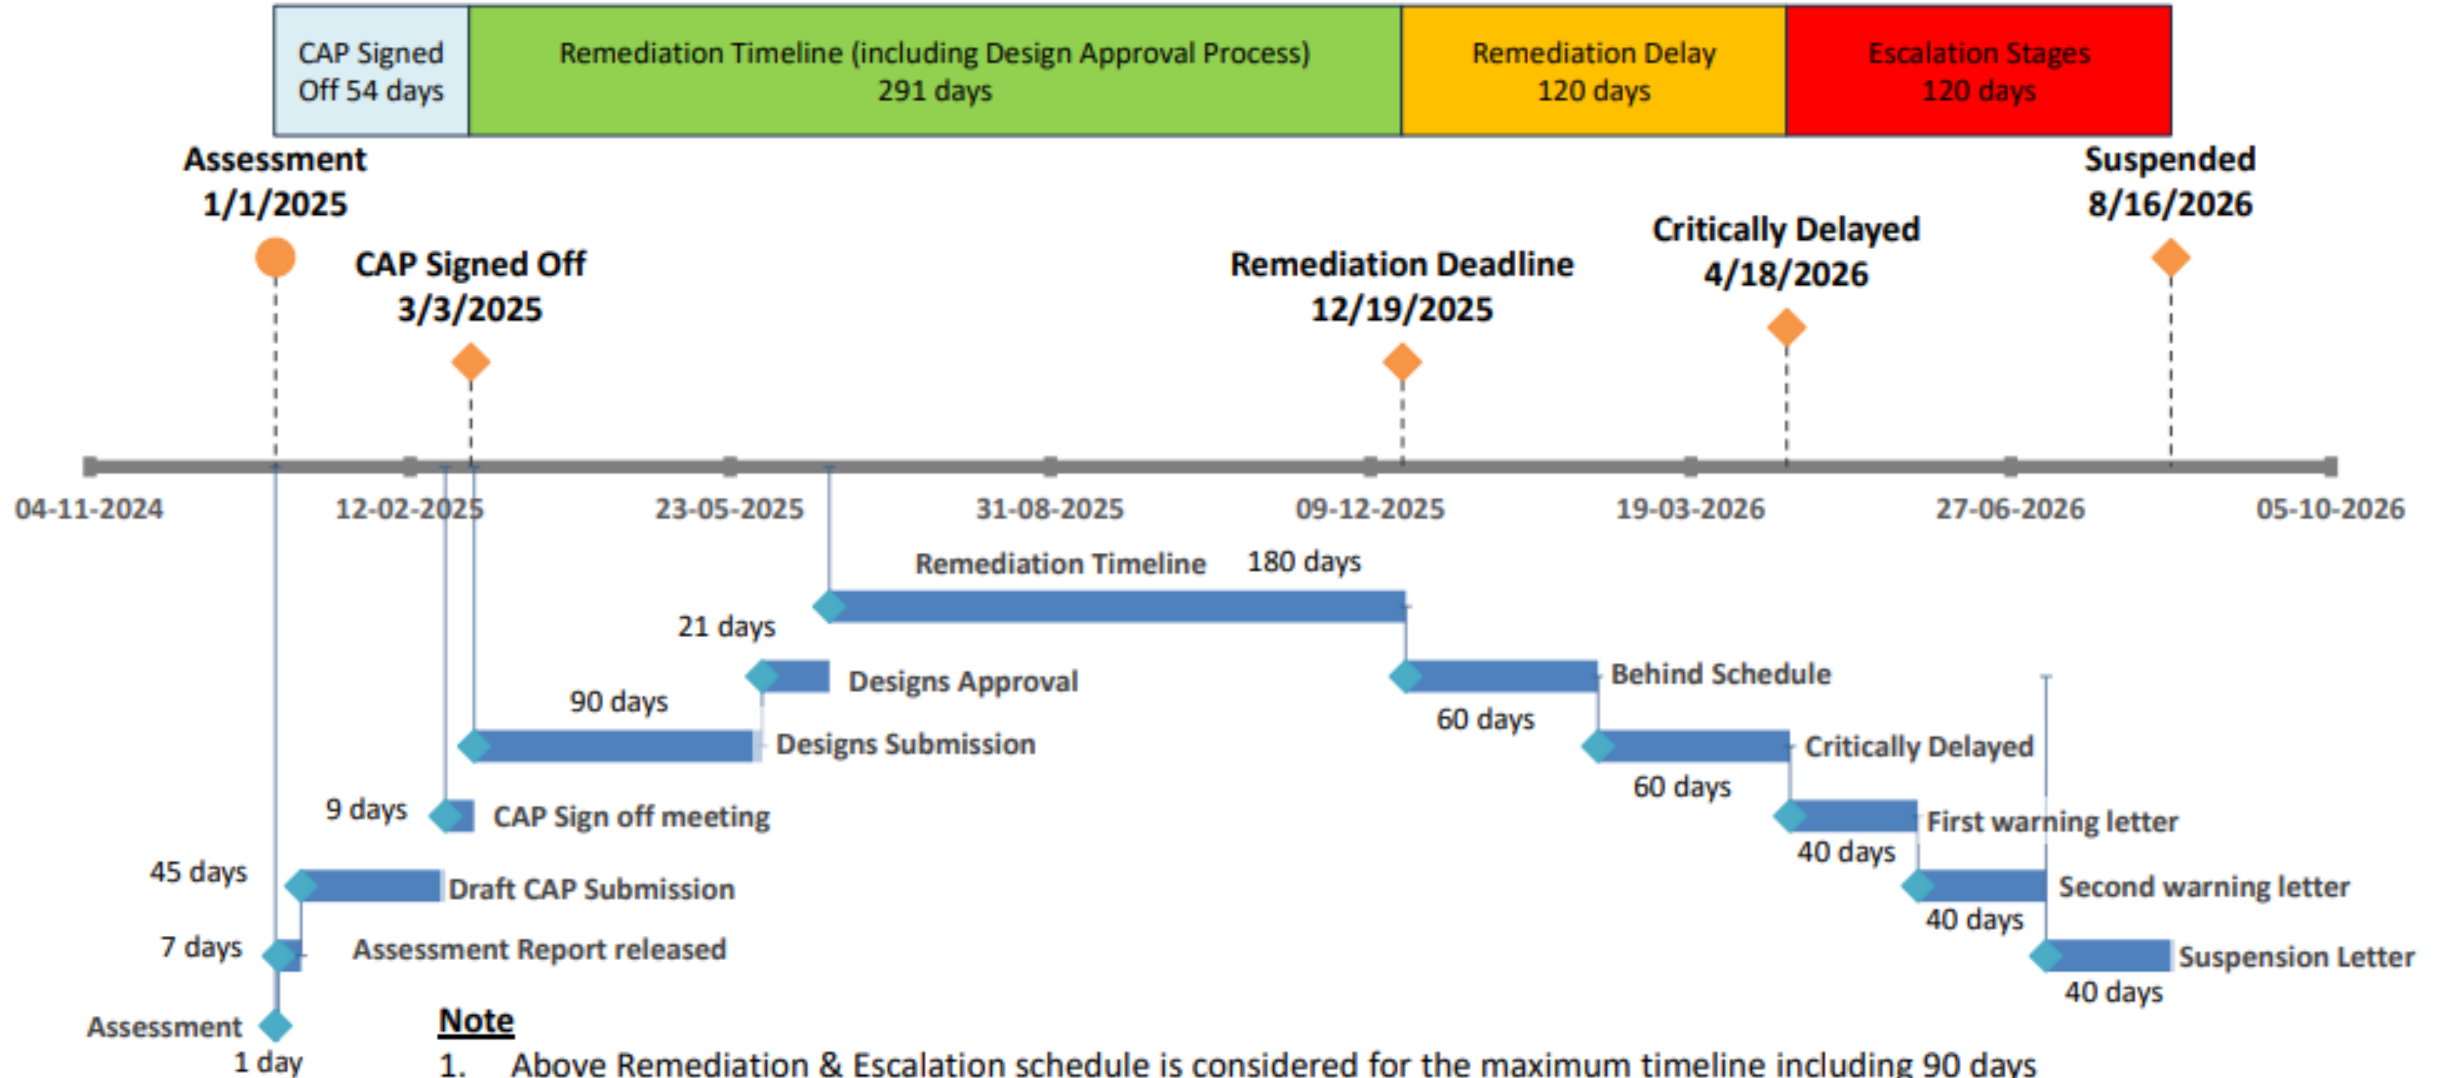 CAP Signed
Off 54 days
Remediation Timeline (including Design Approval Process)
291 days
Remediation Delay
120 days
Escalation Stages
120 days
Assessment
1/1/2025
CAP Signed Off
3/3/2025
Remediation Deadline
12/19/2025
Critically Delayed
4/18/2026
Suspended
8/16/2026
04-11-2024
12-02-2025
23-05-2025
31-08-2025
09-12-2025
19-03-2026
27-06-2026
05-10-2026
Remediation Timeline 180 days
21 days
Designs Approval
Behind Schedule
90 days
60 days
Designs Submission
Critically Delayed
60 days
9 days
CAP Sign off meeting
First warning letter
40 days
45 days
Draft CAP Submission
Second warning letter
40 days
7 days
Assessment Report released
Suspension Letter
40 days
Assessment
1 day
Note
1. Above Remediation & Escalation schedule is considered for the maximum timeline including 90 days